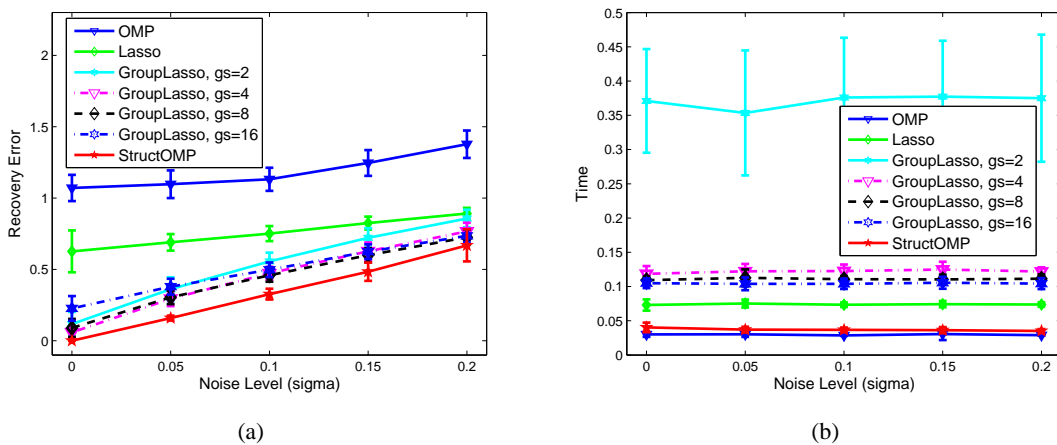 2
1.5
1
0.5
0
Recovery Error
OMP
Lasso
GroupLasso, gs=2
GroupLasso, gs=4
GroupLasso, gs=8
GroupLasso, gs=16
StructOMP
0 0.05 0.1 0.15 0.2
Noise Level (sigma)
(a)
0.5
0.45
0.4
0.35
0.3
0.25
0.2
0.15
0.1
0.05
0
Time
OMP
Lasso
GroupLasso, gs=2
GroupLasso, gs=4
GroupLasso, gs=8
GroupLasso, gs=16
StructOMP
0 0.05 0.1 0.15 0.2
Noise Level (sigma)
(b)